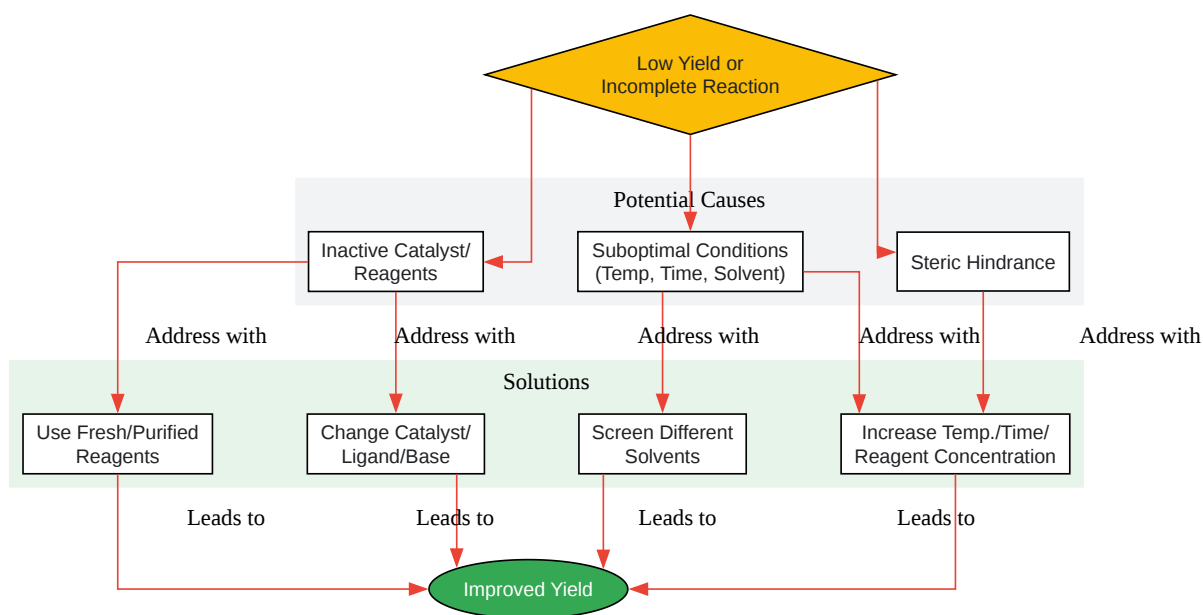 Low Yield or
Incomplete Reaction
Potential Causes
Inactive Catalyst/
Reagents
Suboptimal Conditions
(Temp, Time, Solvent)
Steric Hindrance
Address with
Address with
Address with
Address with
Address with
Solutions
Use Fresh/Purified
Reagents
Change Catalyst/
Ligand/Base
Screen Different
Solvents
Increase Temp./Time/
Reagent Concentration
Leads to
Leads to
Leads to
Leads to
Improved Yield